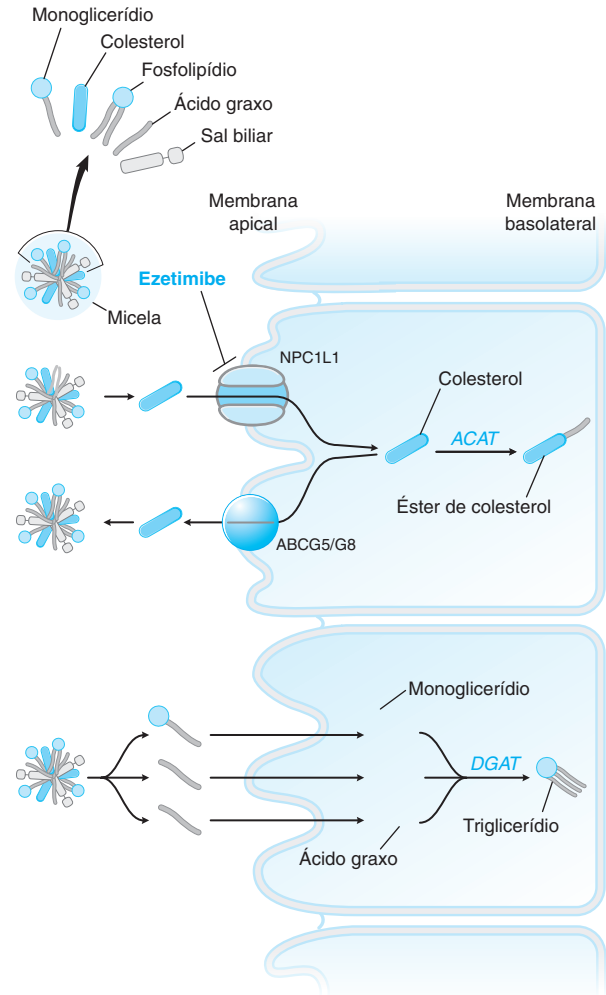 Monoglicerídio
Colesterol
Fosfolipídio
Ácido graxo
Sal biliar
Membrana
apical
Membrana
basolateral
Ezetimibe
Micela
NPC1L1
Colesterol
ACAT
Éster de colesterol
ABCG5/G8
Monoglicerídio
DGAT
Triglicerídio
Ácido graxo